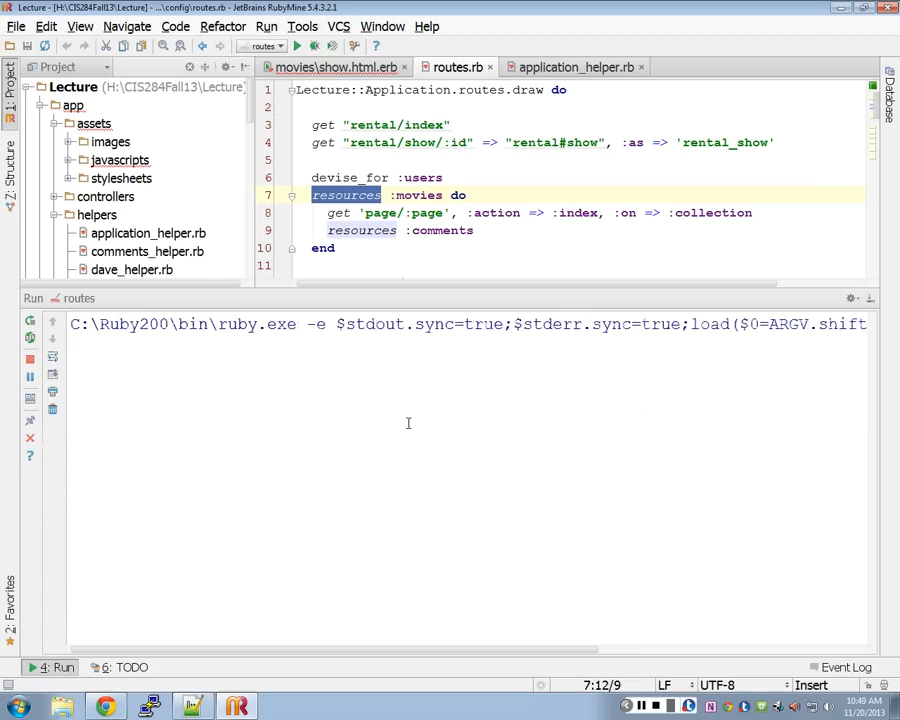 Lecture - [H:\CIS284Fall13\Lecture] - ...\config\routes.rb - JetBrains RubyMine 5.4.3.2.1
File Edit View Navigate Code Refactor Run Tools VCS Window Help
routes
Project
movies\show.html.erb
routes.rb
application_helper.rb
1: Project
Z: Structure
2: Favorites
Database
Lecture (H:\CIS284Fall13\Lecture)
app
assets
images
javascripts
stylesheets
controllers
helpers
application_helper.rb
comments_helper.rb
dave_helper.rb
1 Lecture::Application.routes.draw do
2
3 get "rental/index"
4 get "rental/show/:id" => "rental#show", :as => 'rental_show'
5
6 devise_for :users
7 resources :movies do
8 get 'page/:page', :action => :index, :on => :collection
9 resources :comments
10 end
11
Run routes
C:\Ruby200\bin\ruby.exe -e $stdout.sync=true;$stderr.sync=true;load($0=ARGV.shift
4: Run
6: TODO
Event Log
7:12/9 LF UTF-8 Insert
10:49 AM
11/20/2013